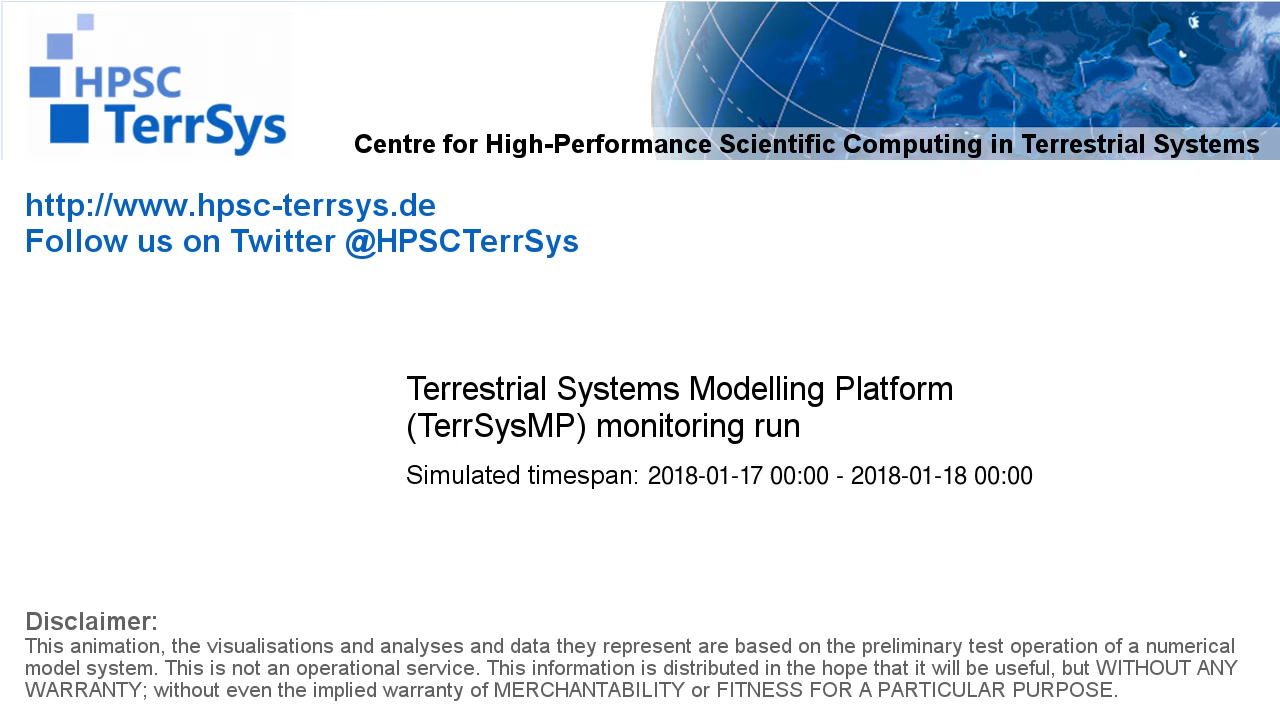 HPSC
TerrSys
Centre for High-Performance Scientific Computing in Terrestrial Systems
http://www.hpsc-terrsys.de
Follow us on Twitter @HPSCTerrSys
Terrestrial Systems Modelling Platform
(TerrSysMP) monitoring run
Simulated timespan: 2018-01-17 00:00 - 2018-01-18 00:00
Disclaimer:
This animation, the visualisations and analyses and data they represent are based on the preliminary test operation of a numerical
model system. This is not an operational service. This information is distributed in the hope that it will be useful, but WITHOUT ANY
WARRANTY; without even the implied warranty of MERCHANTABILITY or FITNESS FOR A PARTICULAR PURPOSE.